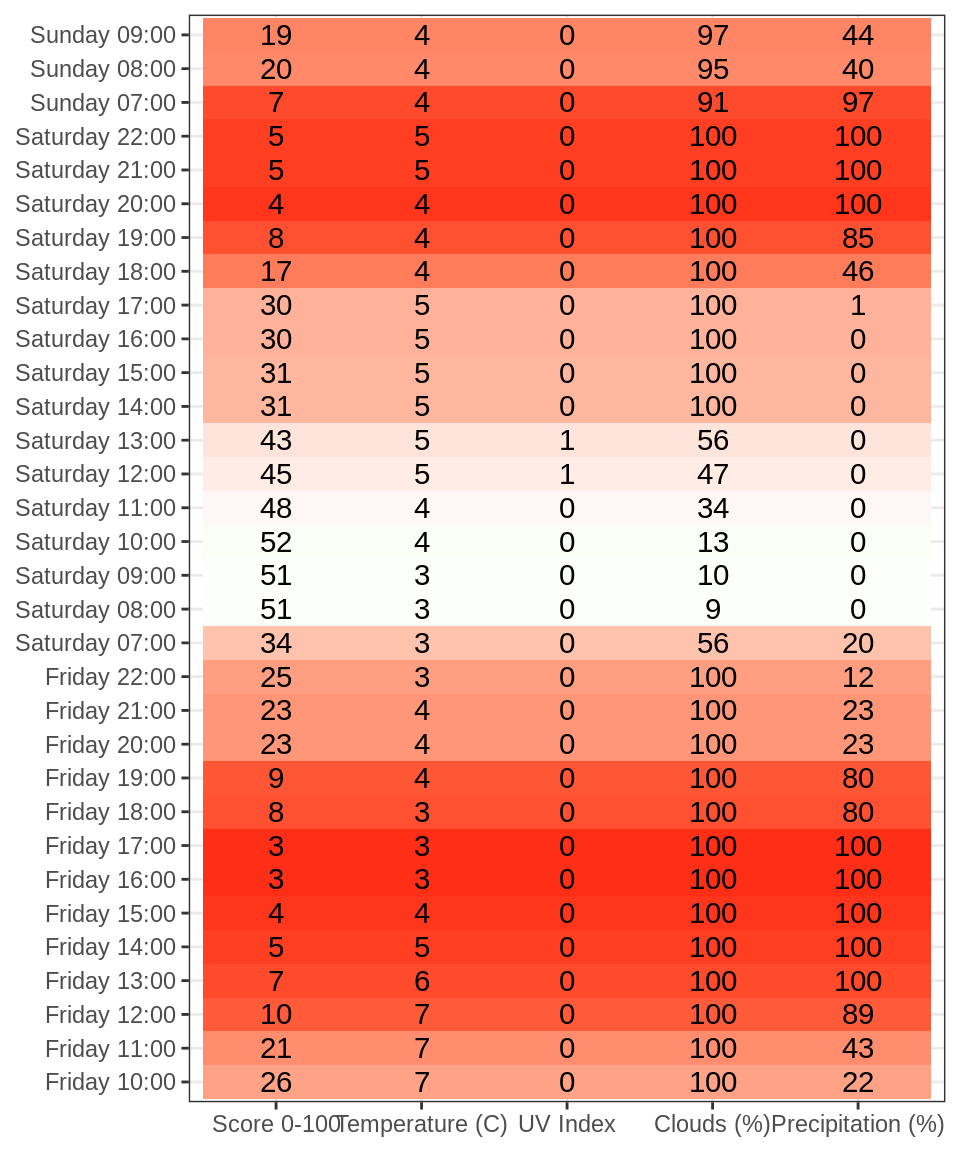 Sunday 09:00 19 4 0 97 44
Sunday 08:00 20 4 0 95 40
Sunday 07:00 7 4 0 91 97
Saturday 22:00 5 5 0 100 100
Saturday 21:00 5 5 0 100 100
Saturday 20:00 4 4 0 100 100
Saturday 19:00 8 4 0 100 85
Saturday 18:00 17 4 0 100 46
Saturday 17:00 30 5 0 100 1
Saturday 16:00 30 5 0 100 0
Saturday 15:00 31 5 0 100 0
Saturday 14:00 31 5 0 100 0
Saturday 13:00 43 5 1 56 0
Saturday 12:00 45 5 1 47 0
Saturday 11:00 48 4 0 34 0
Saturday 10:00 52 4 0 13 0
Saturday 09:00 51 3 0 10 0
Saturday 08:00 51 3 0 9 0
Saturday 07:00 34 3 0 56 20
Friday 22:00 25 3 0 100 12
Friday 21:00 23 4 0 100 23
Friday 20:00 23 4 0 100 23
Friday 19:00 9 4 0 100 80
Friday 18:00 8 3 0 100 80
Friday 17:00 3 3 0 100 100
Friday 16:00 3 3 0 100 100
Friday 15:00 4 4 0 100 100
Friday 14:00 5 5 0 100 100
Friday 13:00 7 6 0 100 100
Friday 12:00 10 7 0 100 89
Friday 11:00 21 7 0 100 43
Friday 10:00 26 7 0 100 22
Score 0-100 Temperature (C) UV Index Clouds (%) Precipitation (%)